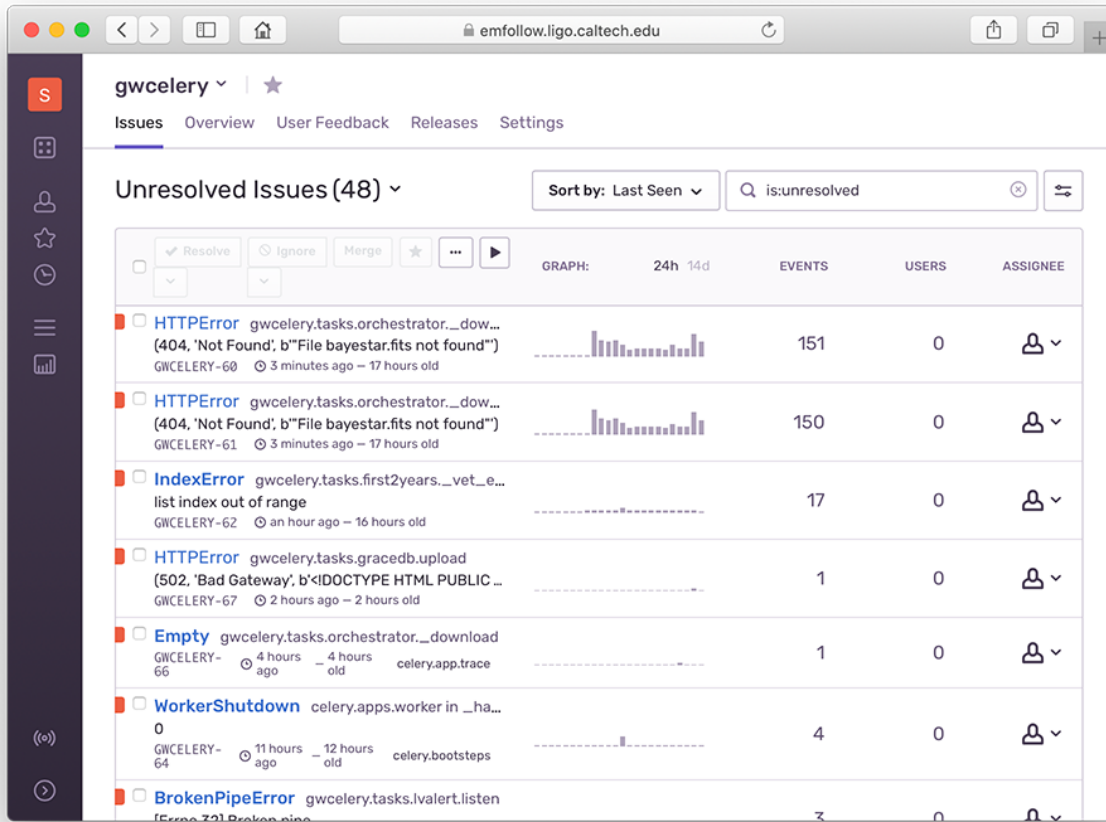 emfollow.ligo.caltech.edu
S
gwcelery
Issues Overview User Feedback Releases Settings
Unresolved Issues (48)
Sort by: Last Seen
is:unresolved
Resolve Ignore Merge
GRAPH: 24h 14d EVENTS USERS ASSIGNEE
HTTPError gwcelery.tasks.orchestrator._dow...
(404, 'Not Found', b'"File bayestar.fits not found"')
GWCELERY-60 3 minutes ago — 17 hours old
151 0
HTTPError gwcelery.tasks.orchestrator._dow...
(404, 'Not Found', b'"File bayestar.fits not found"')
GWCELERY-61 3 minutes ago — 17 hours old
150 0
IndexError gwcelery.tasks.first2years._vet_e...
list index out of range
GWCELERY-62 an hour ago — 16 hours old
17 0
HTTPError gwcelery.tasks.gracedb.upload
(502, 'Bad Gateway', b'<!DOCTYPE HTML PUBLIC ...
GWCELERY-67 2 hours ago — 2 hours old
1 0
Empty gwcelery.tasks.orchestrator._download
GWCELERY-66 4 hours ago — 4 hours old celery.app.trace
1 0
WorkerShutdown celery.apps.worker in _ha...
0
GWCELERY-64 11 hours ago — 12 hours old celery.bootsteps
4 0
BrokenPipeError gwcelery.tasks.lvalert.listen
[Errno 32] Broken pipe
3 0